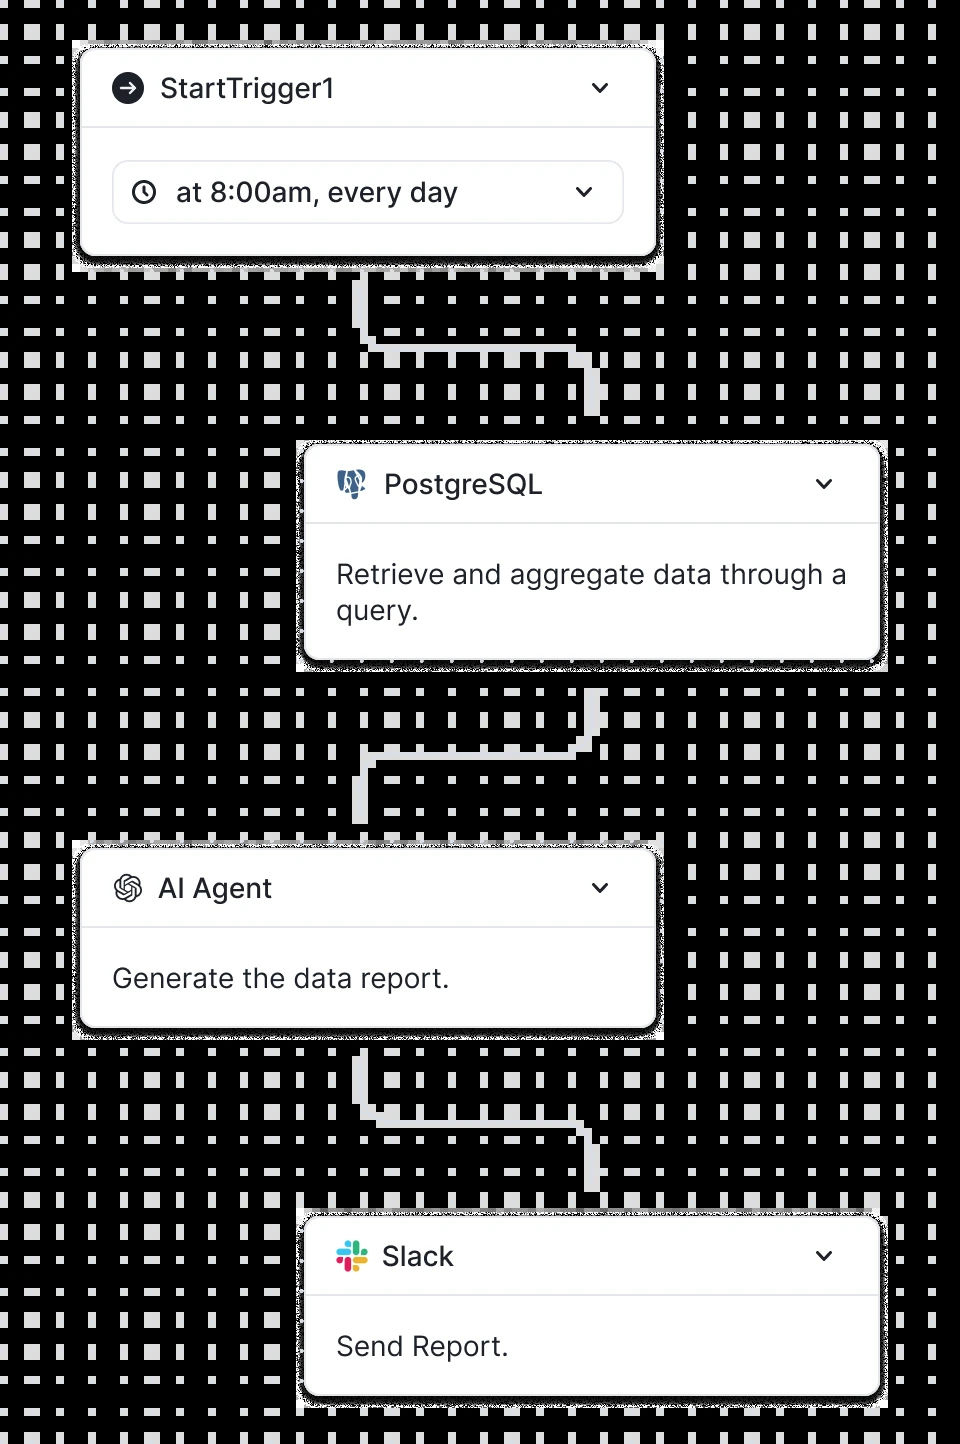 StartTrigger1
at 8:00am, every day
PostgreSQL
Retrieve and aggregate data through a
query.
AI Agent
Generate the data report.
Slack
Send Report.